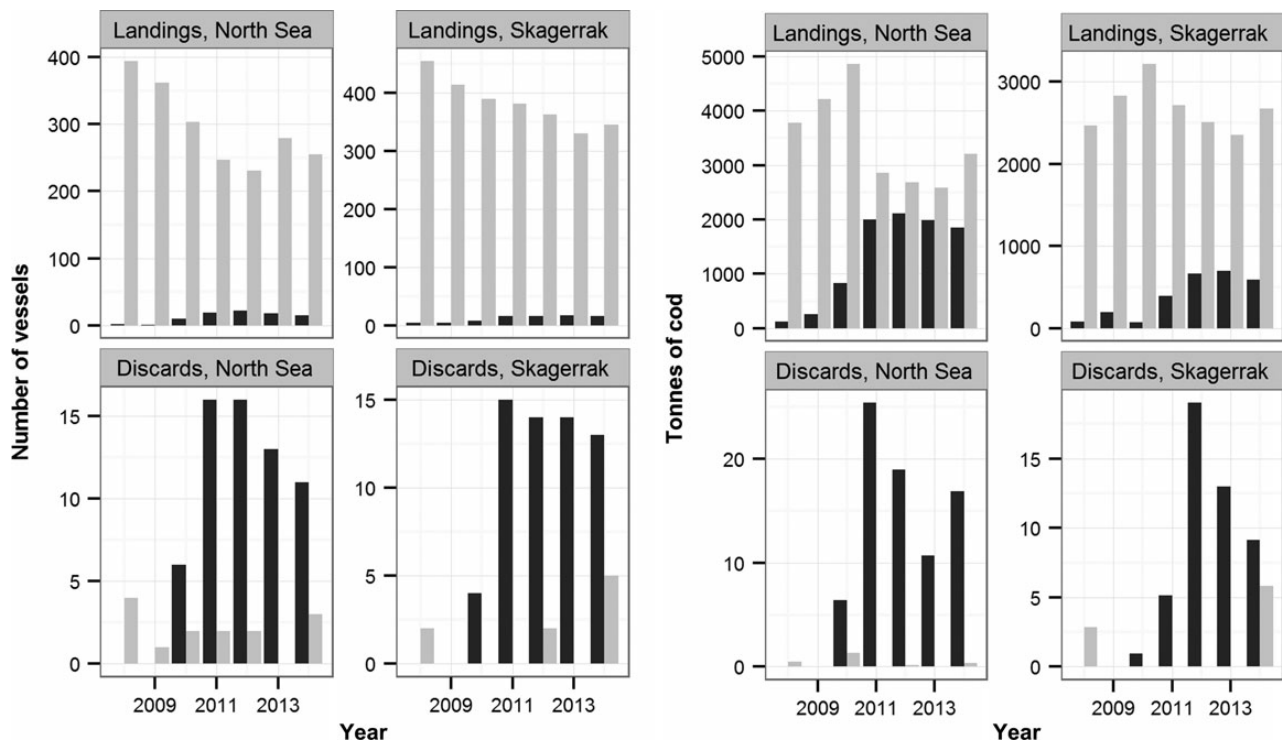 Number of vessels
Landings, North Sea
400
300
200
100
0
Landings, Skagerrak
400
300
200
100
0
Discards, North Sea
15
10
5
0
2009 2011 2013
Discards, Skagerrak
15
10
5
0
2009 2011 2013
Year
Tonnes of cod
Landings, North Sea
5000
4000
3000
2000
1000
0
Landings, Skagerrak
3000
2000
1000
0
Discards, North Sea
20
10
0
2009 2011 2013
Discards, Skagerrak
15
10
5
0
2009 2011 2013
Year